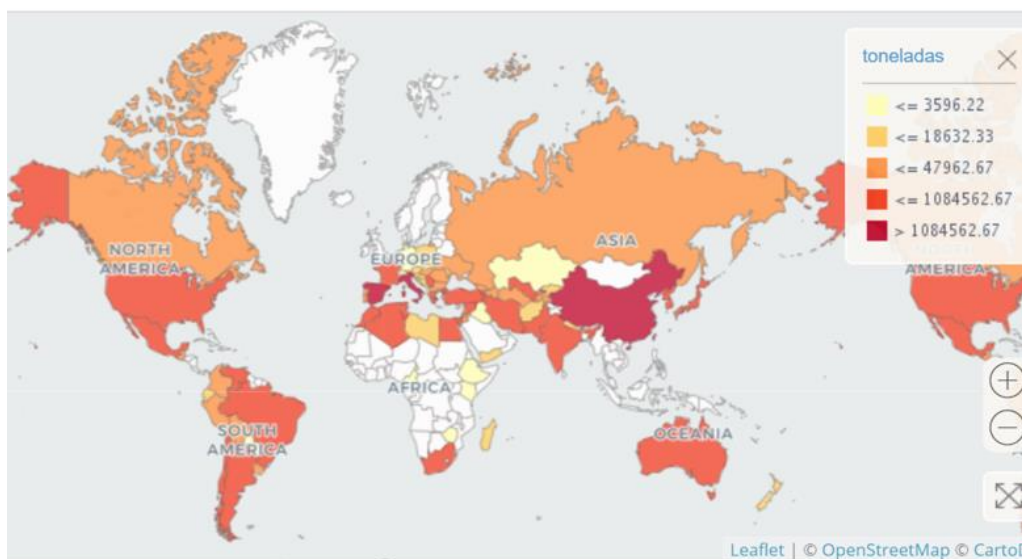 toneladas
<= 3596.22
<= 18632.33
<= 47962.67
<= 1084562.67
> 1084562.67
NORTH
AMERICA
EUROPE
ASIA
AFRICA
SOUTH
AMERICA
OCEANIA
AMERICA
Leaflet | © OpenStreetMap © Carto